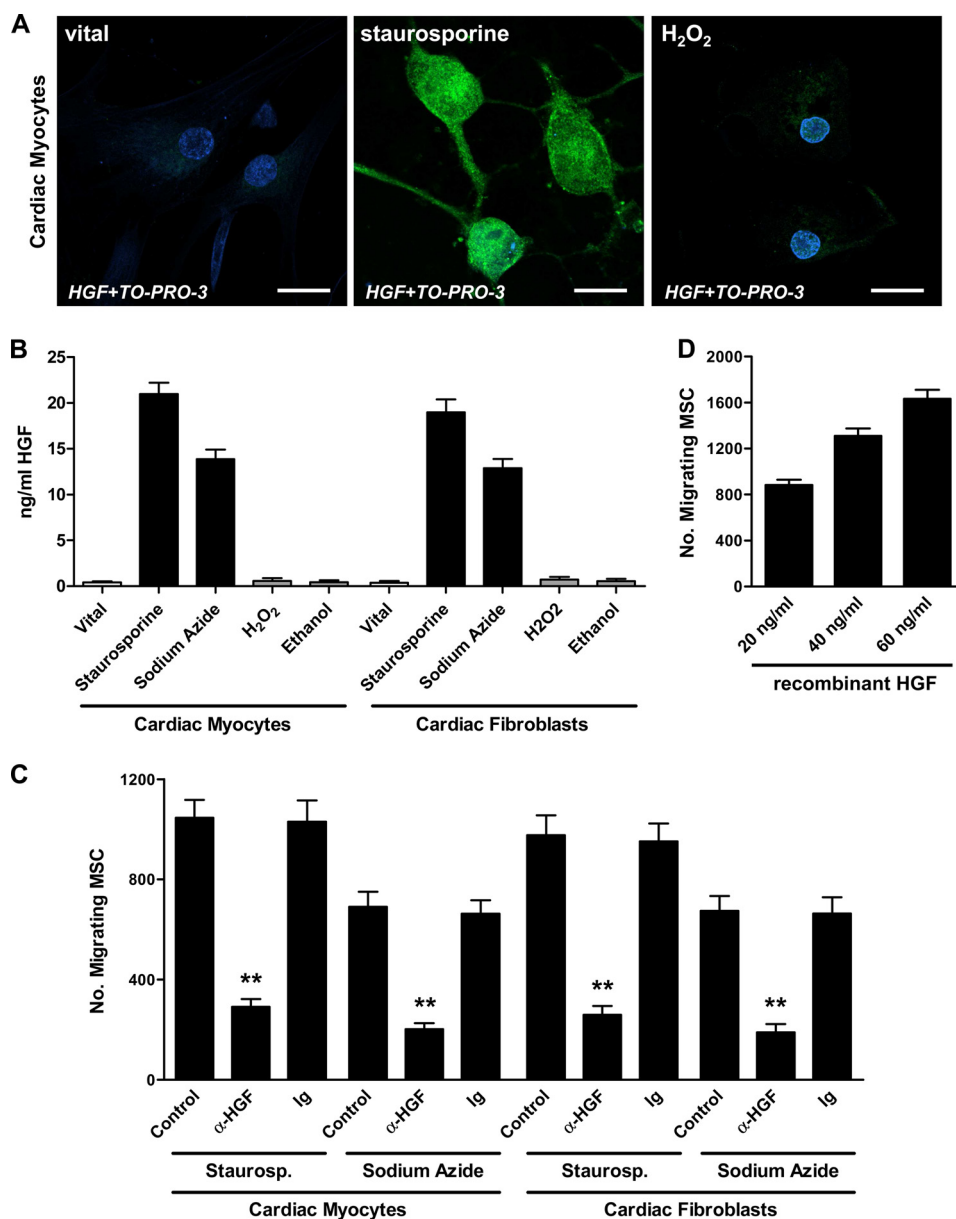 A
vital
staurosporine
H₂O₂
Cardiac Myocytes
HGF+TO-PRO-3
HGF+TO-PRO-3
HGF+TO-PRO-3
B
ng/ml HGF
25
20
15
10
5
0
Vital
Staurosporine
Sodium Azide
H₂O₂
Ethanol
Vital
Staurosporine
Sodium Azide
H2O2
Ethanol
Cardiac Myocytes
Cardiac Fibroblasts
D
No. Migrating MSC
2000
1600
1200
800
400
0
20 ng/ml
40 ng/ml
60 ng/ml
recombinant HGF
C
No. Migrating MSC
1200
800
400
0
**
**
**
**
Control
α-HGF
Ig
Control
α-HGF
Ig
Control
α-HGF
Ig
Control
α-HGF
Ig
Staurosp.
Sodium Azide
Staurosp.
Sodium Azide
Cardiac Myocytes
Cardiac Fibroblasts